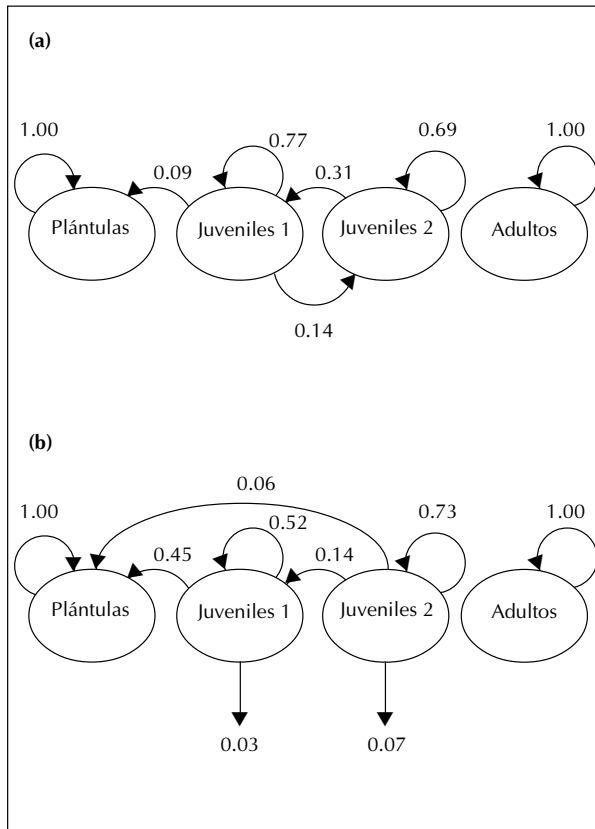 (a)
1.00
0.77
0.69
1.00
0.09
0.31
Plántulas
Juveniles 1
Juveniles 2
Adultos
0.14
(b)
0.06
1.00
0.52
0.73
1.00
0.45
0.14
Plántulas
Juveniles 1
Juveniles 2
Adultos
0.03
0.07